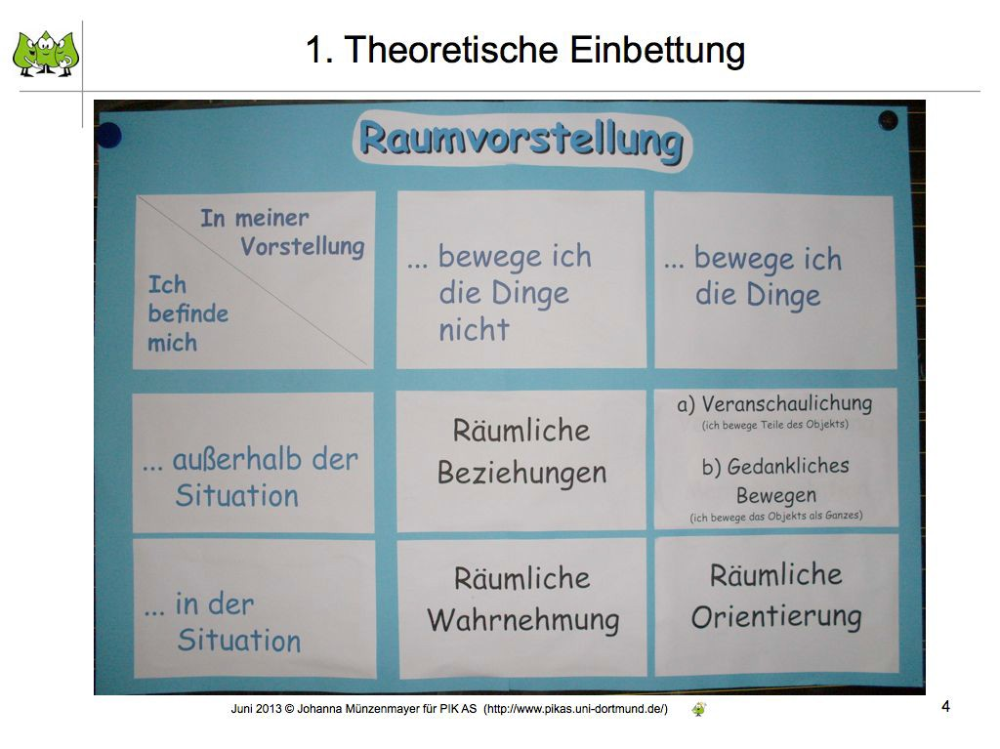 1. Theoretische Einbettung
Raumvorstellung
In meiner
Vorstellung
Ich
befinde
mich
... bewege ich
die Dinge
nicht
... bewege ich
die Dinge
... außerhalb der
Situation
Räumliche
Beziehungen
a) Veranschaulichung
(ich bewege Teile des Objekts)
b) Gedankliches
Bewegen
(ich bewege das Objekts als Ganzes)
... in der
Situation
Räumliche
Wahrnehmung
Räumliche
Orientierung
Juni 2013 © Johanna Münzenmayer für PIK AS (http://www.pikas.uni-dortmund.de/)
4